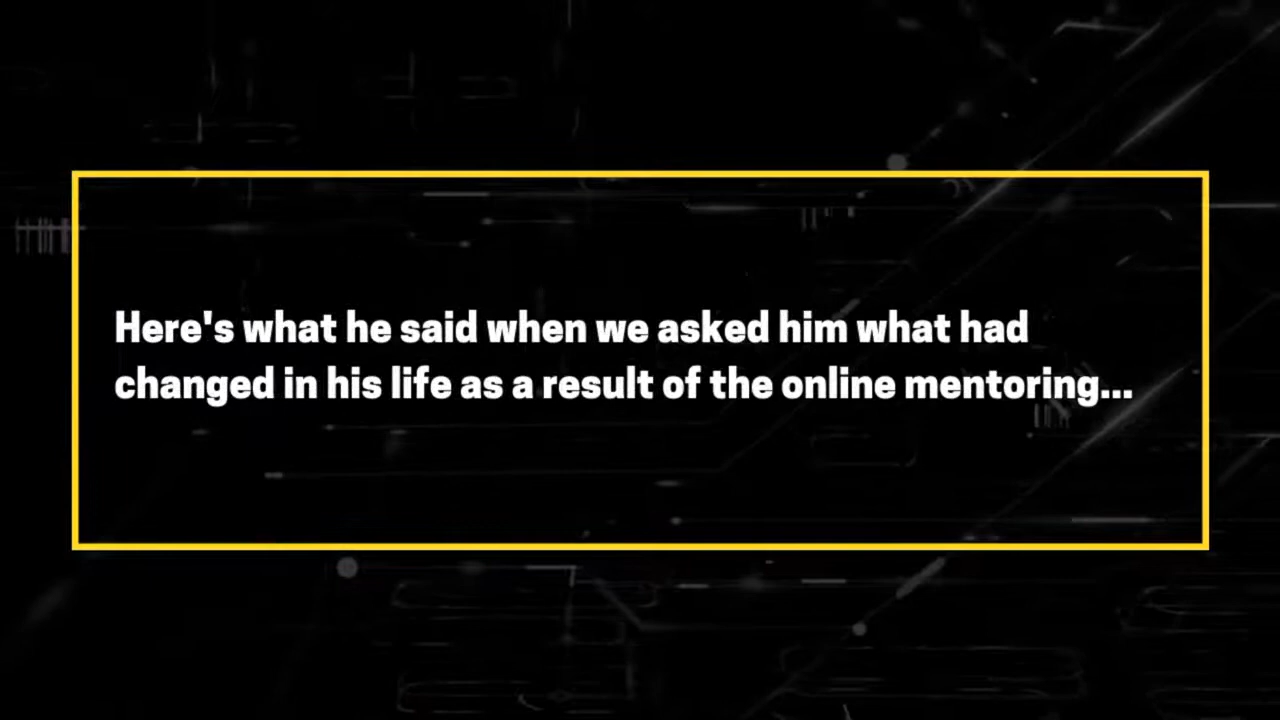 Here's what he said when we asked him what had
changed in his life as a result of the online mentoring...